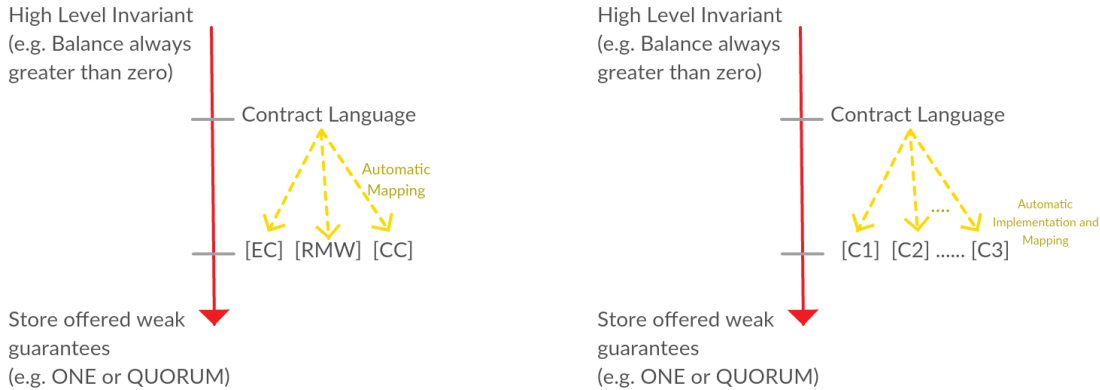 High Level Invariant
(e.g. Balance always
greater than zero)
Contract Language
Automatic
Mapping
[EC] [RMW] [CC]
Store offered weak
guarantees
(e.g. ONE or QUORUM)
High Level Invariant
(e.g. Balance always
greater than zero)
Contract Language
....
Automatic
Implementation and
Mapping
[C1] [C2] ...... [C3]
Store offered weak
guarantees
(e.g. ONE or QUORUM)